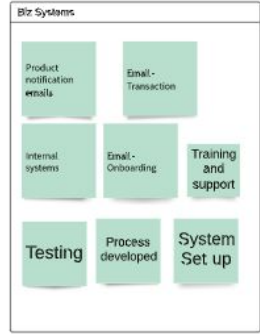 Biz Systems
Product
notification
emails
Email -
Transaction
Internal
systems
Email -
Onboarding
Training
and
support
Testing
Process
developed
System
Set up